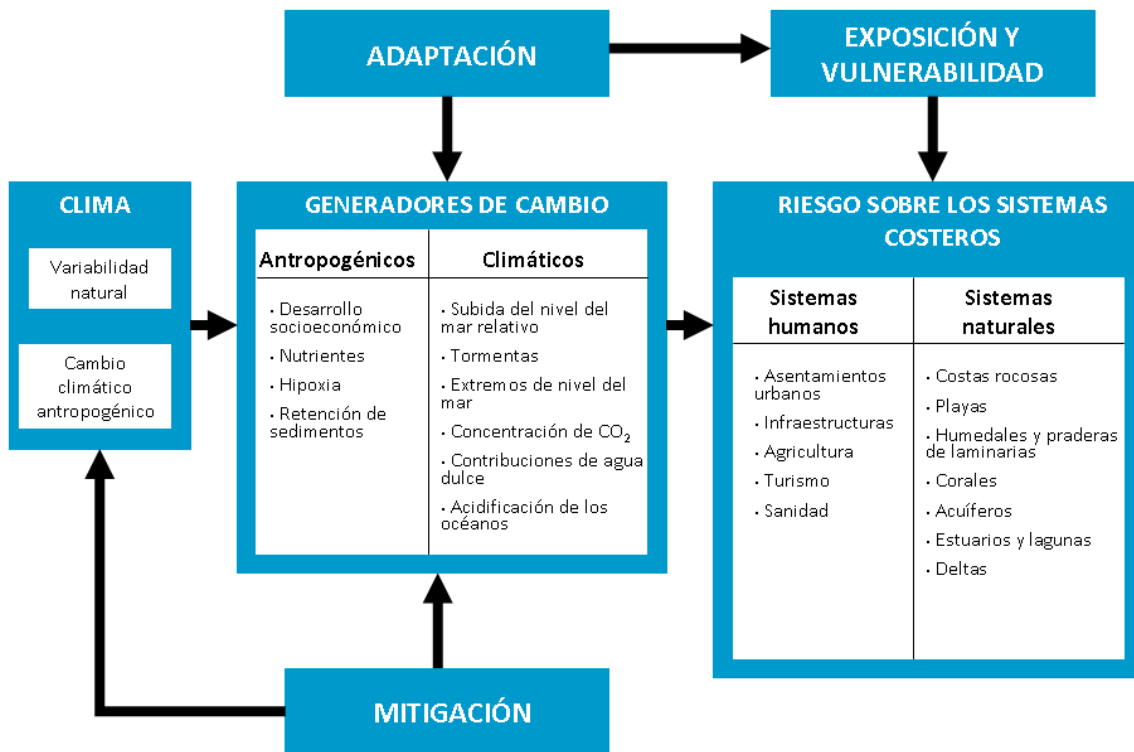 ADAPTACIÓN
EXPOSICIÓN Y
VULNERABILIDAD
CLIMA
Variabilidad
natural
Cambio
climático
antropogénico
GENERADORES DE CAMBIO
Antropogénicos
· Desarrollo
socioeconómico
· Nutrientes
· Hipoxia
· Retención de
sedimentos
Climáticos
· Subida del nivel del
mar relativo
· Tormentas
· Extremos de nivel del
mar
· Concentración de CO₂
· Contribuciones de agua
dulce
· Acidificación de los
océanos
RIESGO SOBRE LOS SISTEMAS
COSTEROS
Sistemas
humanos
· Asentamientos
urbanos
· Infraestructuras
· Agricultura
· Turismo
· Sanidad
Sistemas
naturales
· Costas rocosas
· Playas
· Humedales y praderas
de laminarias
· Corales
· Acuíferos
· Estuarios y lagunas
· Deltas
MITIGACIÓN